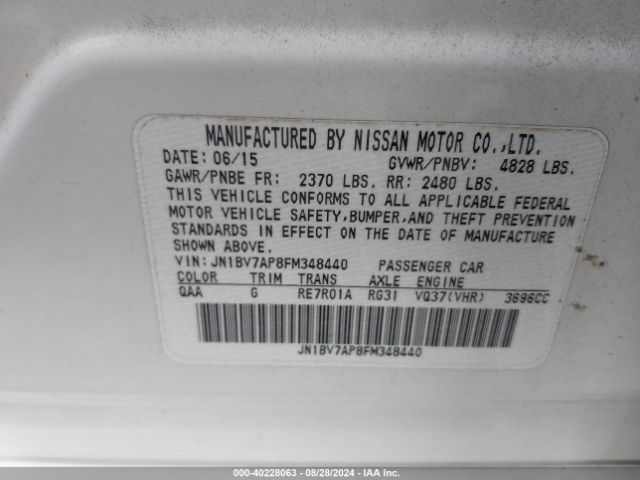 MANUFACTURED BY NISSAN MOTOR CO.,LTD.
DATE: 06/15 GVWR/PNBV: 4828 LBS.
GAWR/PNBE FR: 2370 LBS. RR: 2480 LBS.
THIS VEHICLE CONFORMS TO ALL APPLICABLE FEDERAL
MOTOR VEHICLE SAFETY,BUMPER,AND THEFT PREVENTION
STANDARDS IN EFFECT ON THE DATE OF MANUFACTURE
SHOWN ABOVE.
VIN: JN1BV7AP8FM348440 PASSENGER CAR
COLOR TRIM TRANS AXLE ENGINE
QAA G RE7R01A RG31 VQ37(VHR) 3696CC
JN1BV7AP8FM348440
000-40228063 - 08/28/2024 - IAA Inc.